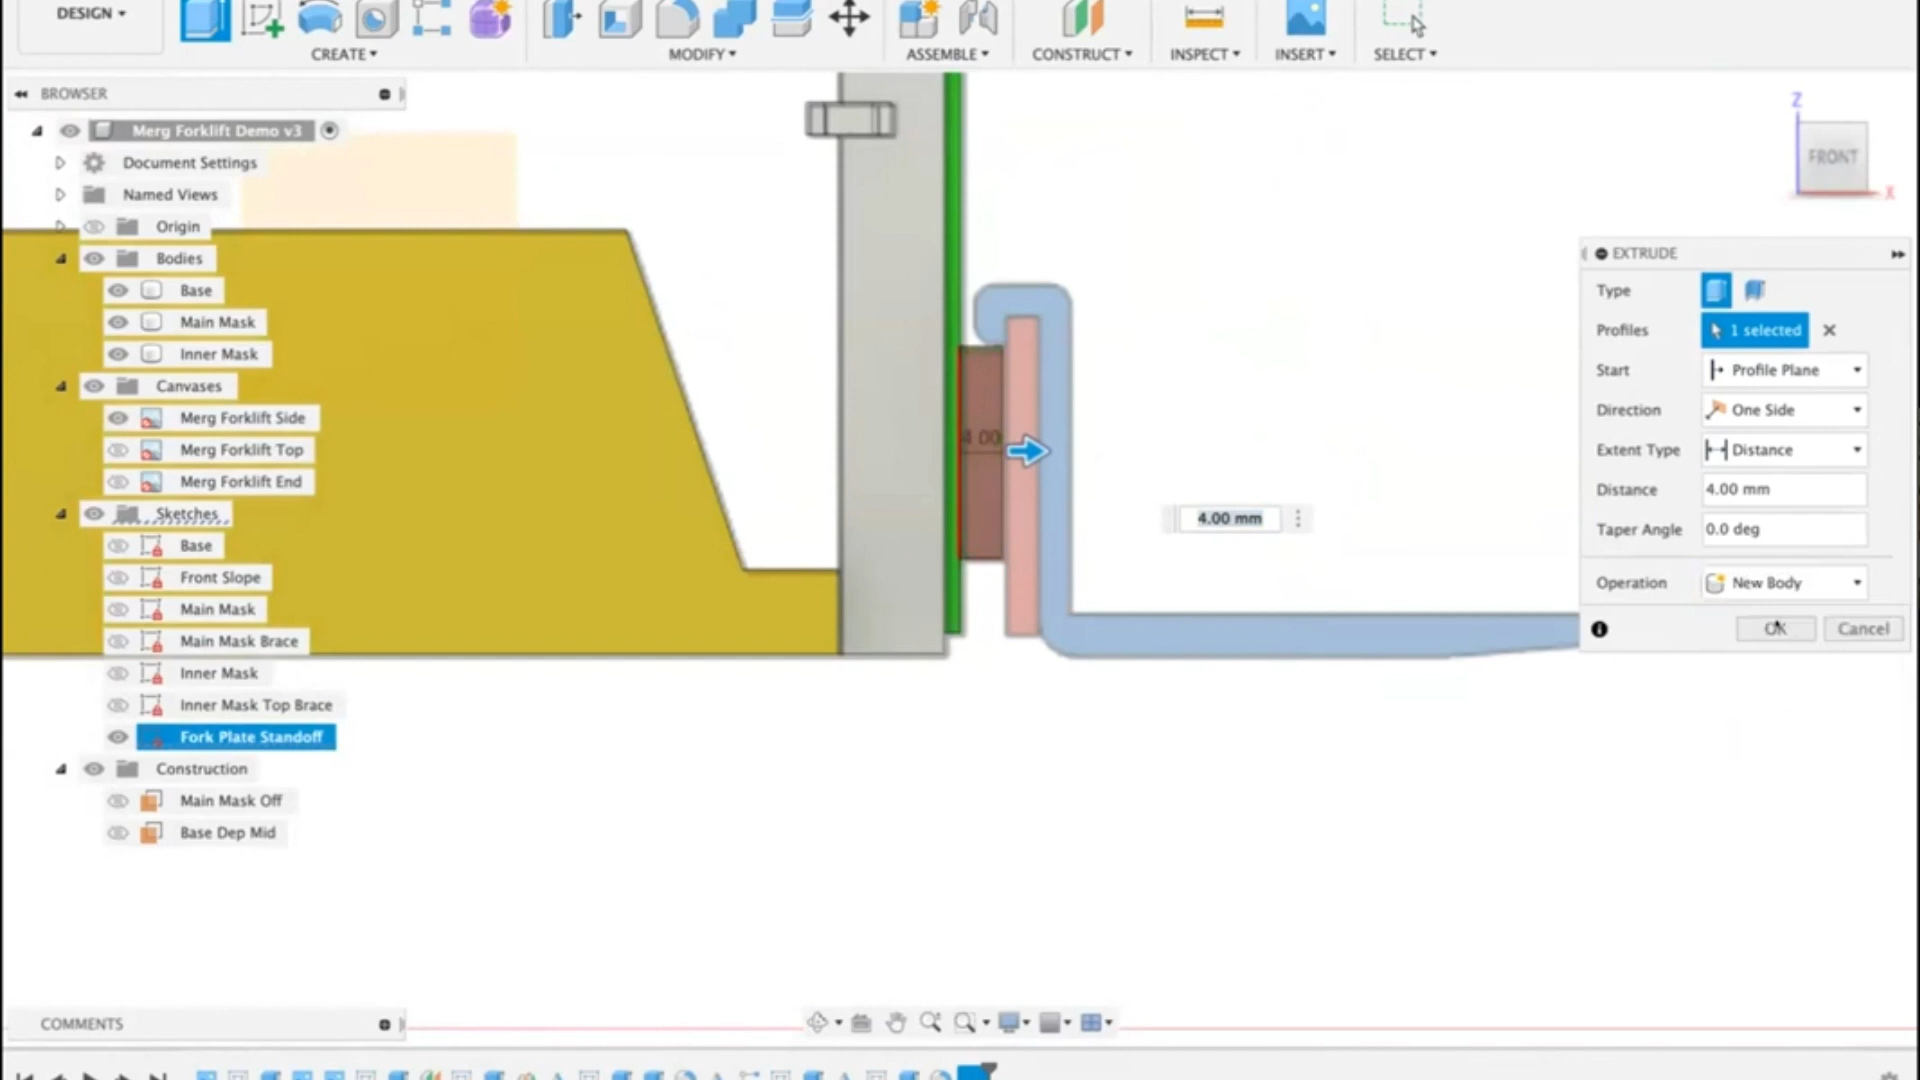 DESIGN
CREATE
MODIFY
ASSEMBLE
CONSTRUCT
INSPECT
INSERT
SELECT
BROWSER
Merg Forklift Demo v3
Document Settings
Named Views
Origin
Bodies
Base
Main Mask
Inner Mask
Canvases
Merg Forklift Side
Merg Forklift Top
Merg Forklift End
Sketches
Base
Front Slope
Main Mask
Main Mask Brace
Inner Mask
Inner Mask Top Brace
Fork Plate Standoff
Construction
Main Mask Off
Base Dep Mid
COMMENTS
4.00
4.00 mm
Z
FRONT
X
EXTRUDE
Type
Profiles 1 selected
Start Profile Plane
Direction One Side
Extent Type Distance
Distance 4.00 mm
Taper Angle 0.0 deg
Operation New Body
OK Cancel